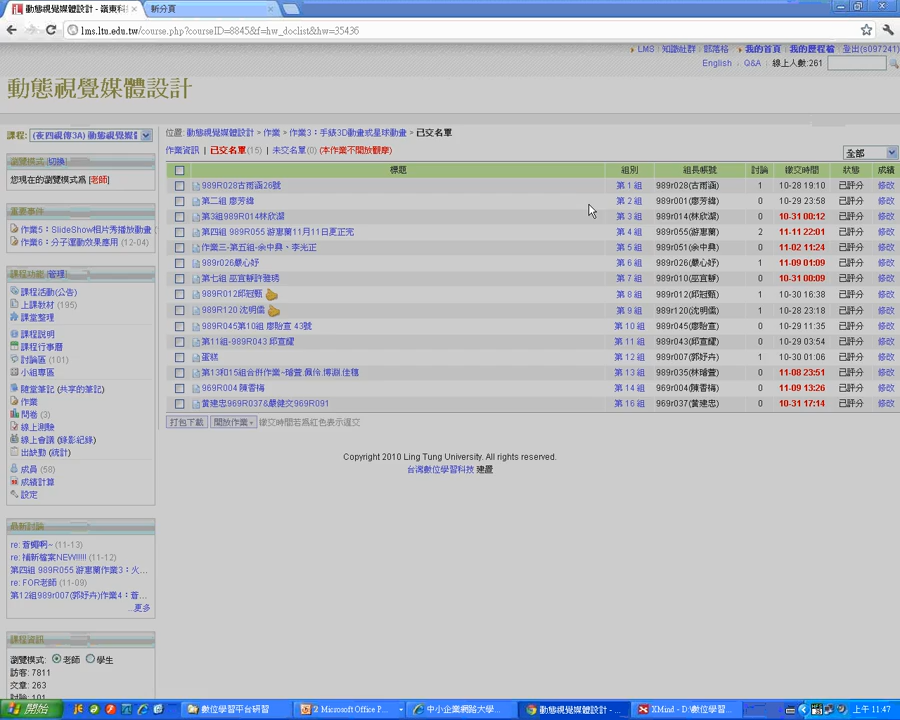 動態視覺媒體設計 - 嶺東科
新分頁
lms.ltu.edu.tw/course.php?courseID=8845&f=hw_doclist&hw=35436
LMS | 知識社群 | 部落格 我的首頁 我的歷程檔 登出(s097241)
English | Q&A | 線上人數:261
動態視覺媒體設計
課程: (夜四視傳3A) 動態視覺媒
位置: 動態視覺媒體設計 > 作業 > 作業3：手錶3D動畫或星球動畫 > 已交名單
作業資訊 | 已交名單(15) | 未交名單(0) (本作業不開放觀摩)
全部
瀏覽模式 [切換]
您現在的瀏覽模式為 [老師]
重要事件
作業5：SlideShow相片秀播放動畫
作業6：分子運動效果應用 (12-04)
課程功能 [管理]
課程活動(公告)
上課教材 (195)
課堂整理
課程說明
課程行事曆
討論區 (101)
小組專區
隨堂筆記 (共享的筆記)
作業
問卷 (3)
線上測驗
線上會議 (錄影紀錄)
出缺勤 (統計)
成員 (58)
成績計算
設定
最新討論
re: 蒼蠅啊~ (11-13)
re: 補新檔案NEW!!!!! (11-12)
第四組 989R055 游惠蘭作業3：火...
re: FOR老師 (11-09)
第12組989r007(郭妤卉)作業4：蒼...
...更多
課程資訊
瀏覽模式: 老師 學生
訪客: 7811
文章: 263
討論: 101
標題 組別 組長帳號 討論 繳交時間 狀態 成績
989R028古雨涵26號 第 1 組 989r028(古雨涵) 1 10-28 19:10 已評分 修改
第二組 廖芳緯 第 2 組 989r001(廖芳緯) 0 10-29 23:58 已評分 修改
第3組989R014林欣潔 第 3 組 989r014(林欣潔) 0 10-31 00:12 已評分 修改
第四組 989R055 游惠蘭11月11日更正完 第 4 組 989r055(游惠蘭) 2 11-11 22:01 已評分 修改
作業三-第五組-余中典、李光正 第 5 組 989r051(余中典) 0 11-02 11:24 已評分 修改
989r026嚴心妤 第 6 組 989r026(嚴心妤) 1 11-09 01:09 已評分 修改
第七組 巫宜靜許雅琇 第 7 組 989r010(巫宜靜) 0 10-31 00:09 已評分 修改
989R012邱冠甄 第 8 組 989r012(邱冠甄) 1 10-30 16:38 已評分 修改
989R120 沈明儒 第 9 組 989r120(沈明儒) 1 10-28 23:18 已評分 修改
989R045第10組 廖貽萱 43號 第 10 組 989r045(廖貽萱) 0 10-29 11:35 已評分 修改
第11組-989R043 邱宣耀 第 11 組 989r043(邱宣耀) 0 10-29 03:54 已評分 修改
蛋糕 第 12 組 989r007(郭妤卉) 1 10-30 01:06 已評分 修改
第13和15組合併作業~瑜萱.佩伶.博淵.佳穗 第 13 組 989r035(林瑜萱) 0 11-08 23:51 已評分 修改
969R004 陳香梅 第 14 組 969r004(陳香梅) 0 11-09 13:26 已評分 修改
黃建忠969R037&嚴健文969R091 第 16 組 969r037(黃建忠) 0 10-31 17:14 已評分 修改
打包下載 開放作業 繳交時間若為紅色表示遲交
Copyright 2010 Ling Tung University. All rights reserved.
台灣數位學習科技 建置
開始 數位學習平台研習 2 Microsoft Office P... 中小企業網路大學... 動態視覺媒體設計 -... XMind - D:\數位學習... 上午 11:47